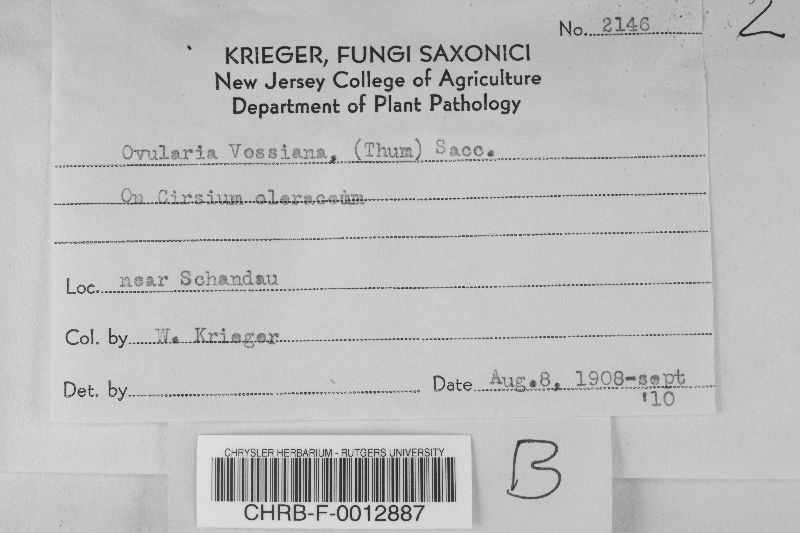 2
No. 2146
KRIEGER, FUNGI SAXONICI
New Jersey College of Agriculture
Department of Plant Pathology
Ovularia Vossiana, (Thum) Sacc.
On Cirsium oleraceum
Loc. near Schandau
Col. by W. Krieger
Det. by
Date Aug.8, 1908-sept
'10
CHRYSLER HERBARIUM - RUTGERS UNIVERSITY
CHRB-F-0012887
B